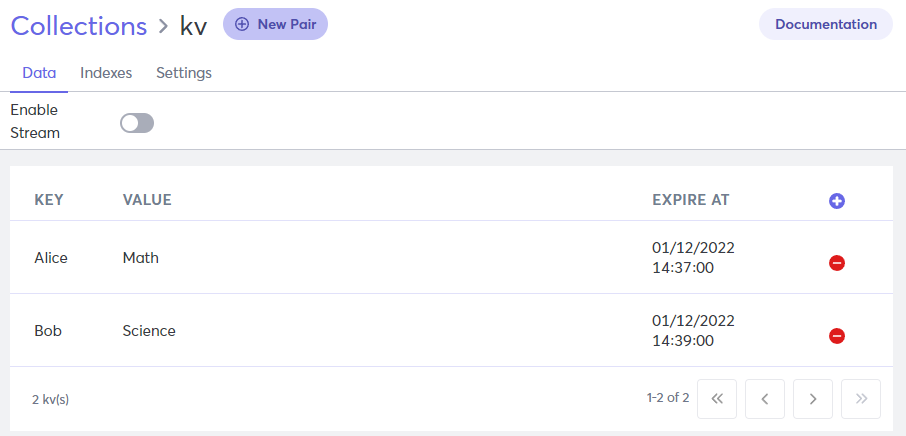 Collections > kv New Pair Documentation
Data Indexes Settings
Enable
Stream
KEY VALUE EXPIRE AT
Alice Math 01/12/2022
14:37:00
Bob Science 01/12/2022
14:39:00
2 kv(s) 1-2 of 2